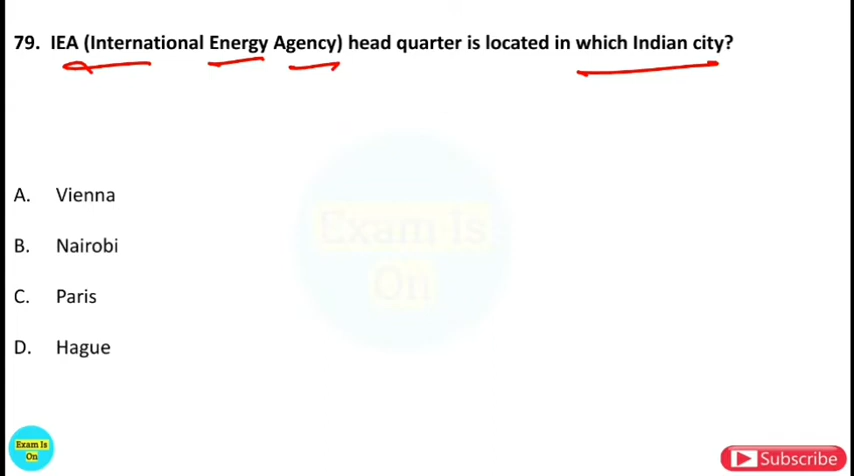 79. IEA (International Energy Agency) head quarter is located in which Indian city?
A. Vienna
B. Nairobi
C. Paris
D. Hague
Exam Is
On
Exam Is
On
Subscribe